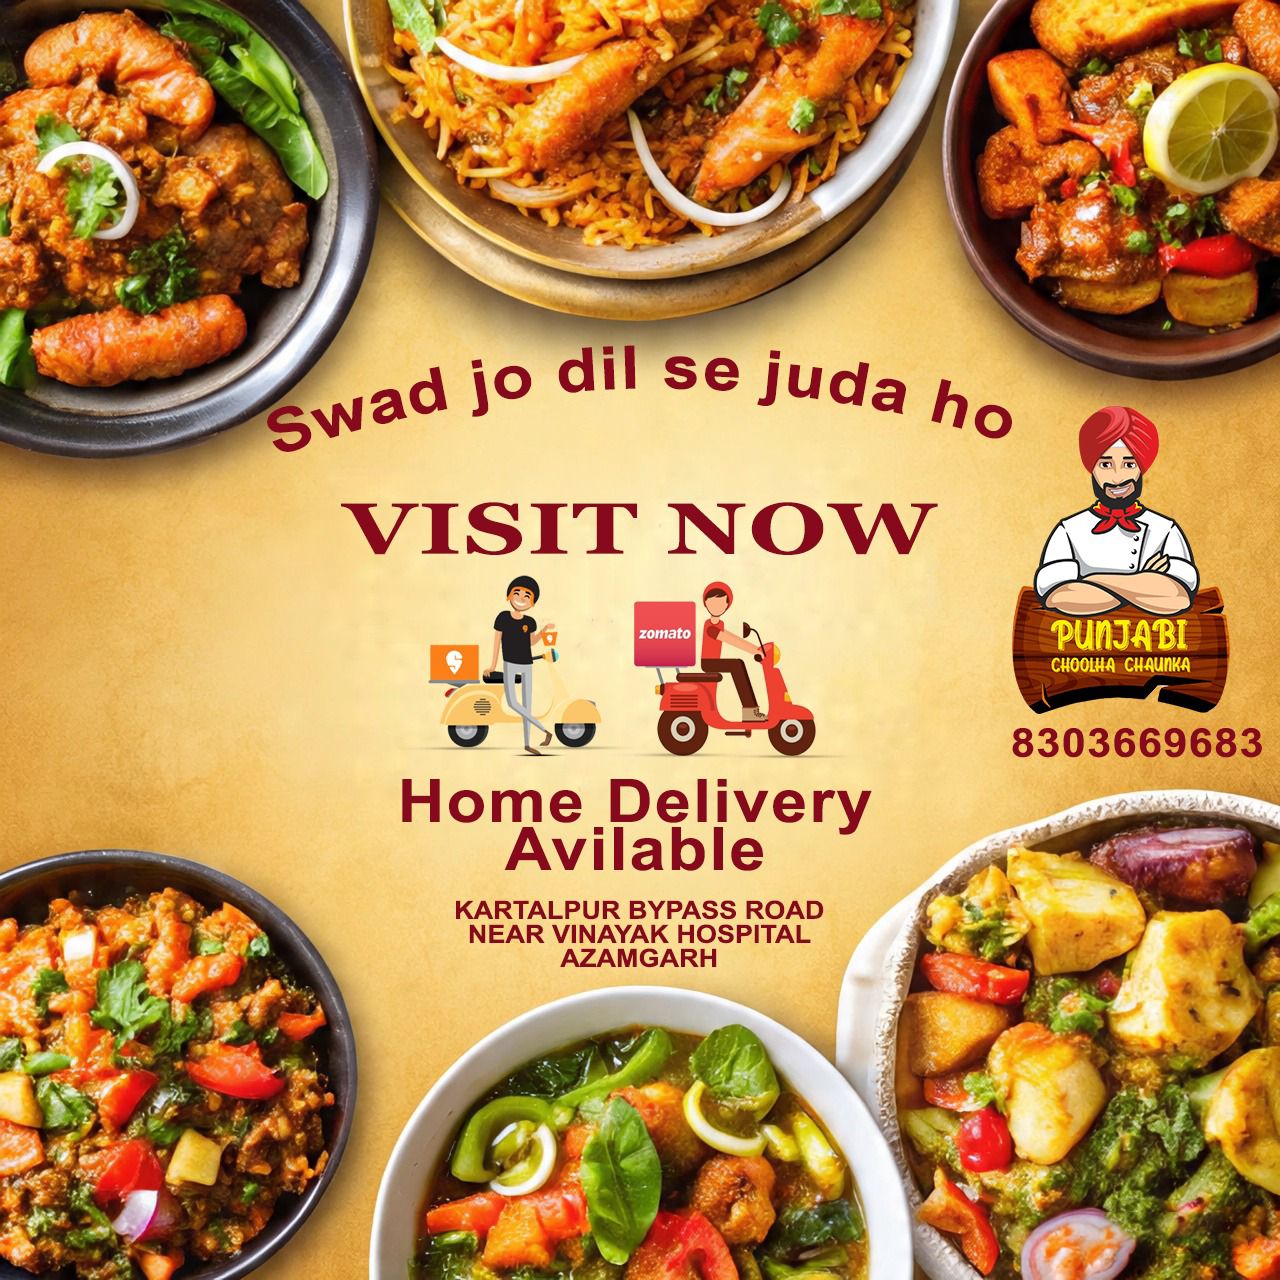 Swad jo dil se juda ho
VISIT NOW
zomato
PUNJABI
CHOOLHA CHAUNKA
8303669683
Home Delivery
Avilable
KARTALPUR BYPASS ROAD
NEAR VINAYAK HOSPITAL
AZAMGARH